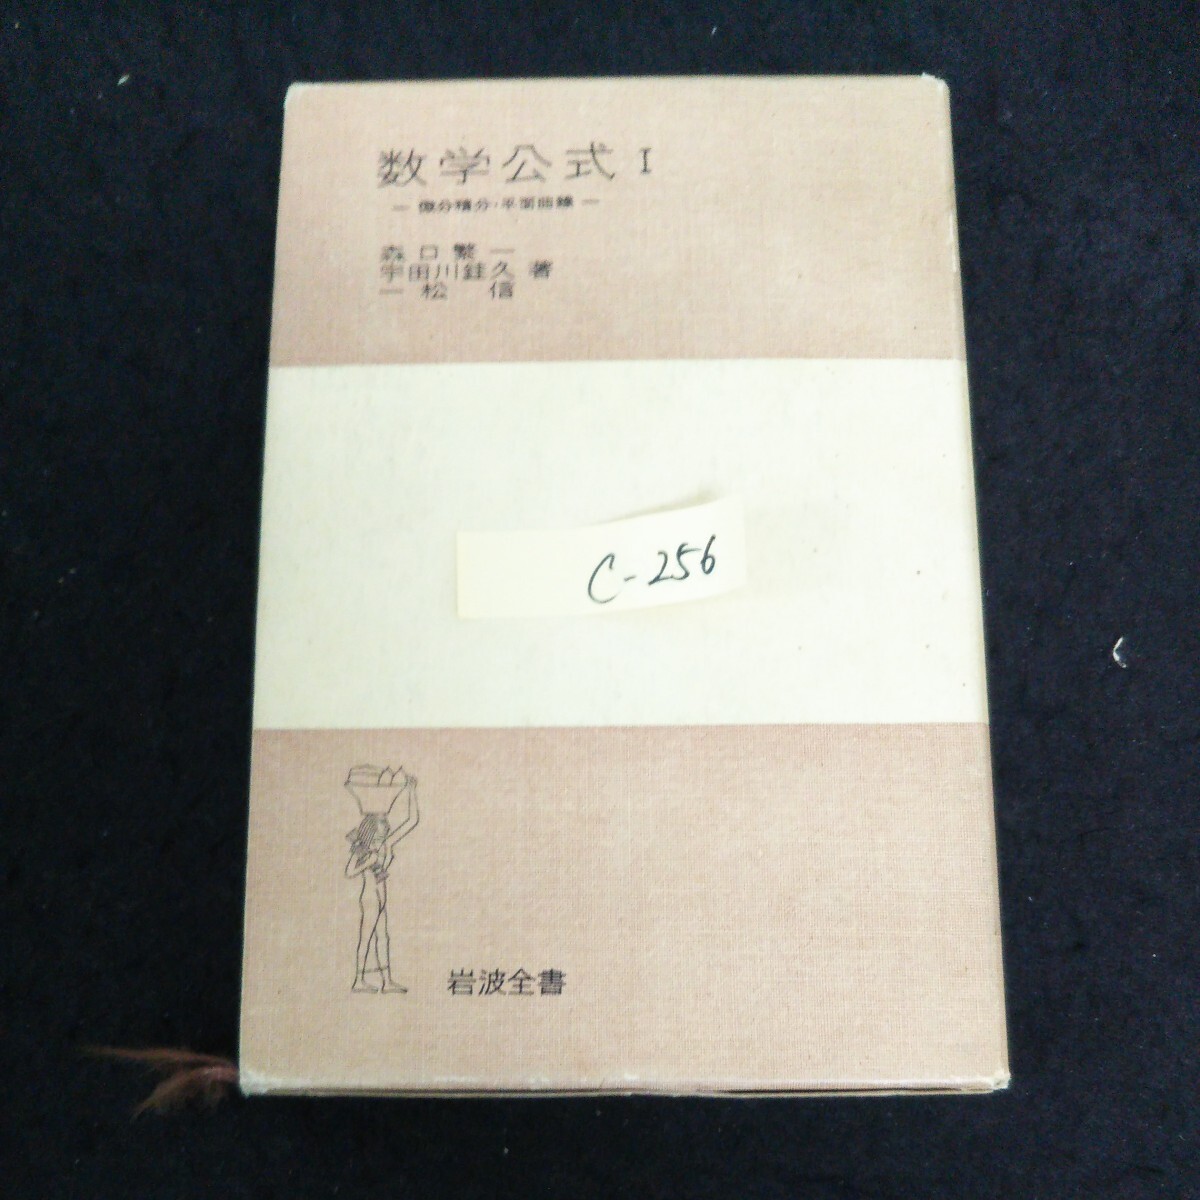 数学公式 I
— 微分積分・平面曲線 —
森口繁一
宇田川銈久 著
一松 信
C-256
岩波全書